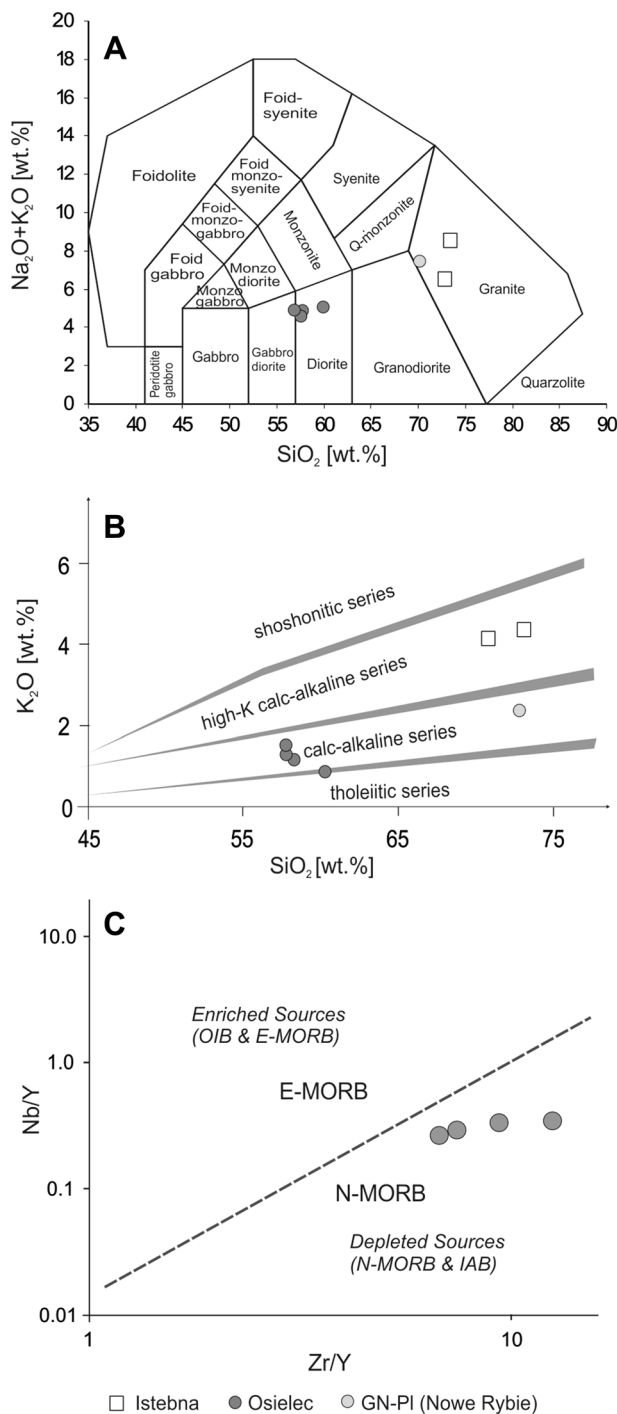 A
20
18
16
14
12
10
8
6
4
2
0
Na₂O+K₂O [wt.%]
Foid-
syenite
Foidolite
Foid
monzo-
syenite
Syenite
Foid-
monzo-
gabbro
Monzonite
Q-monzonite
Foid
gabbro
Monzo
diorite
Monzo
gabbro
Granite
Peridotite
gabbro
Gabbro
Gabbro
diorite
Diorite
Granodiorite
Quarzolite
35 40 45 50 55 60 65 70 75 80 85 90
SiO₂ [wt.%]
B
6
4
2
0
K₂O [wt.%]
shoshonitic series
high-K calc-alkaline series
calc-alkaline series
tholeiitic series
45 55 65 75
SiO₂ [wt.%]
C
10.0
1.0
0.1
0.01
Nb/Y
Enriched Sources
(OIB & E-MORB)
E-MORB
N-MORB
Depleted Sources
(N-MORB & IAB)
1 10
Zr/Y
Istebna Osielec GN-Pl (Nowe Rybie)